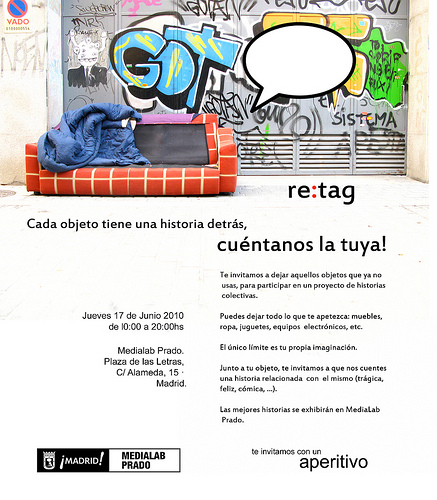 VADO
GOT
SISTEMA
re:tag
Cada objeto tiene una historia detrás,
cuéntanos la tuya!
Te invitamos a dejar aquellos objetos que ya no
usas, para participar en un proyecto de historias
colectivas.
Jueves 17 de Junio 2010
de l0:00 a 20:00hs
Puedes dejar todo lo que te apetezca: muebles,
ropa, juguetes, equipos electrónicos, etc.
Medialab Prado.
Plaza de las Letras,
C/ Alameda, 15 ·
Madrid.
El único límite es tu propia imaginación.
Junto a tu objeto, te invitamos a que nos cuentes
una historia relacionada con el mismo (trágica,
feliz, cómica, ...).
Las mejores historias se exhibirán en MediaLab
Prado.
¡MADRID!
MEDIALAB
PRADO
te invitamos con un
aperitivo